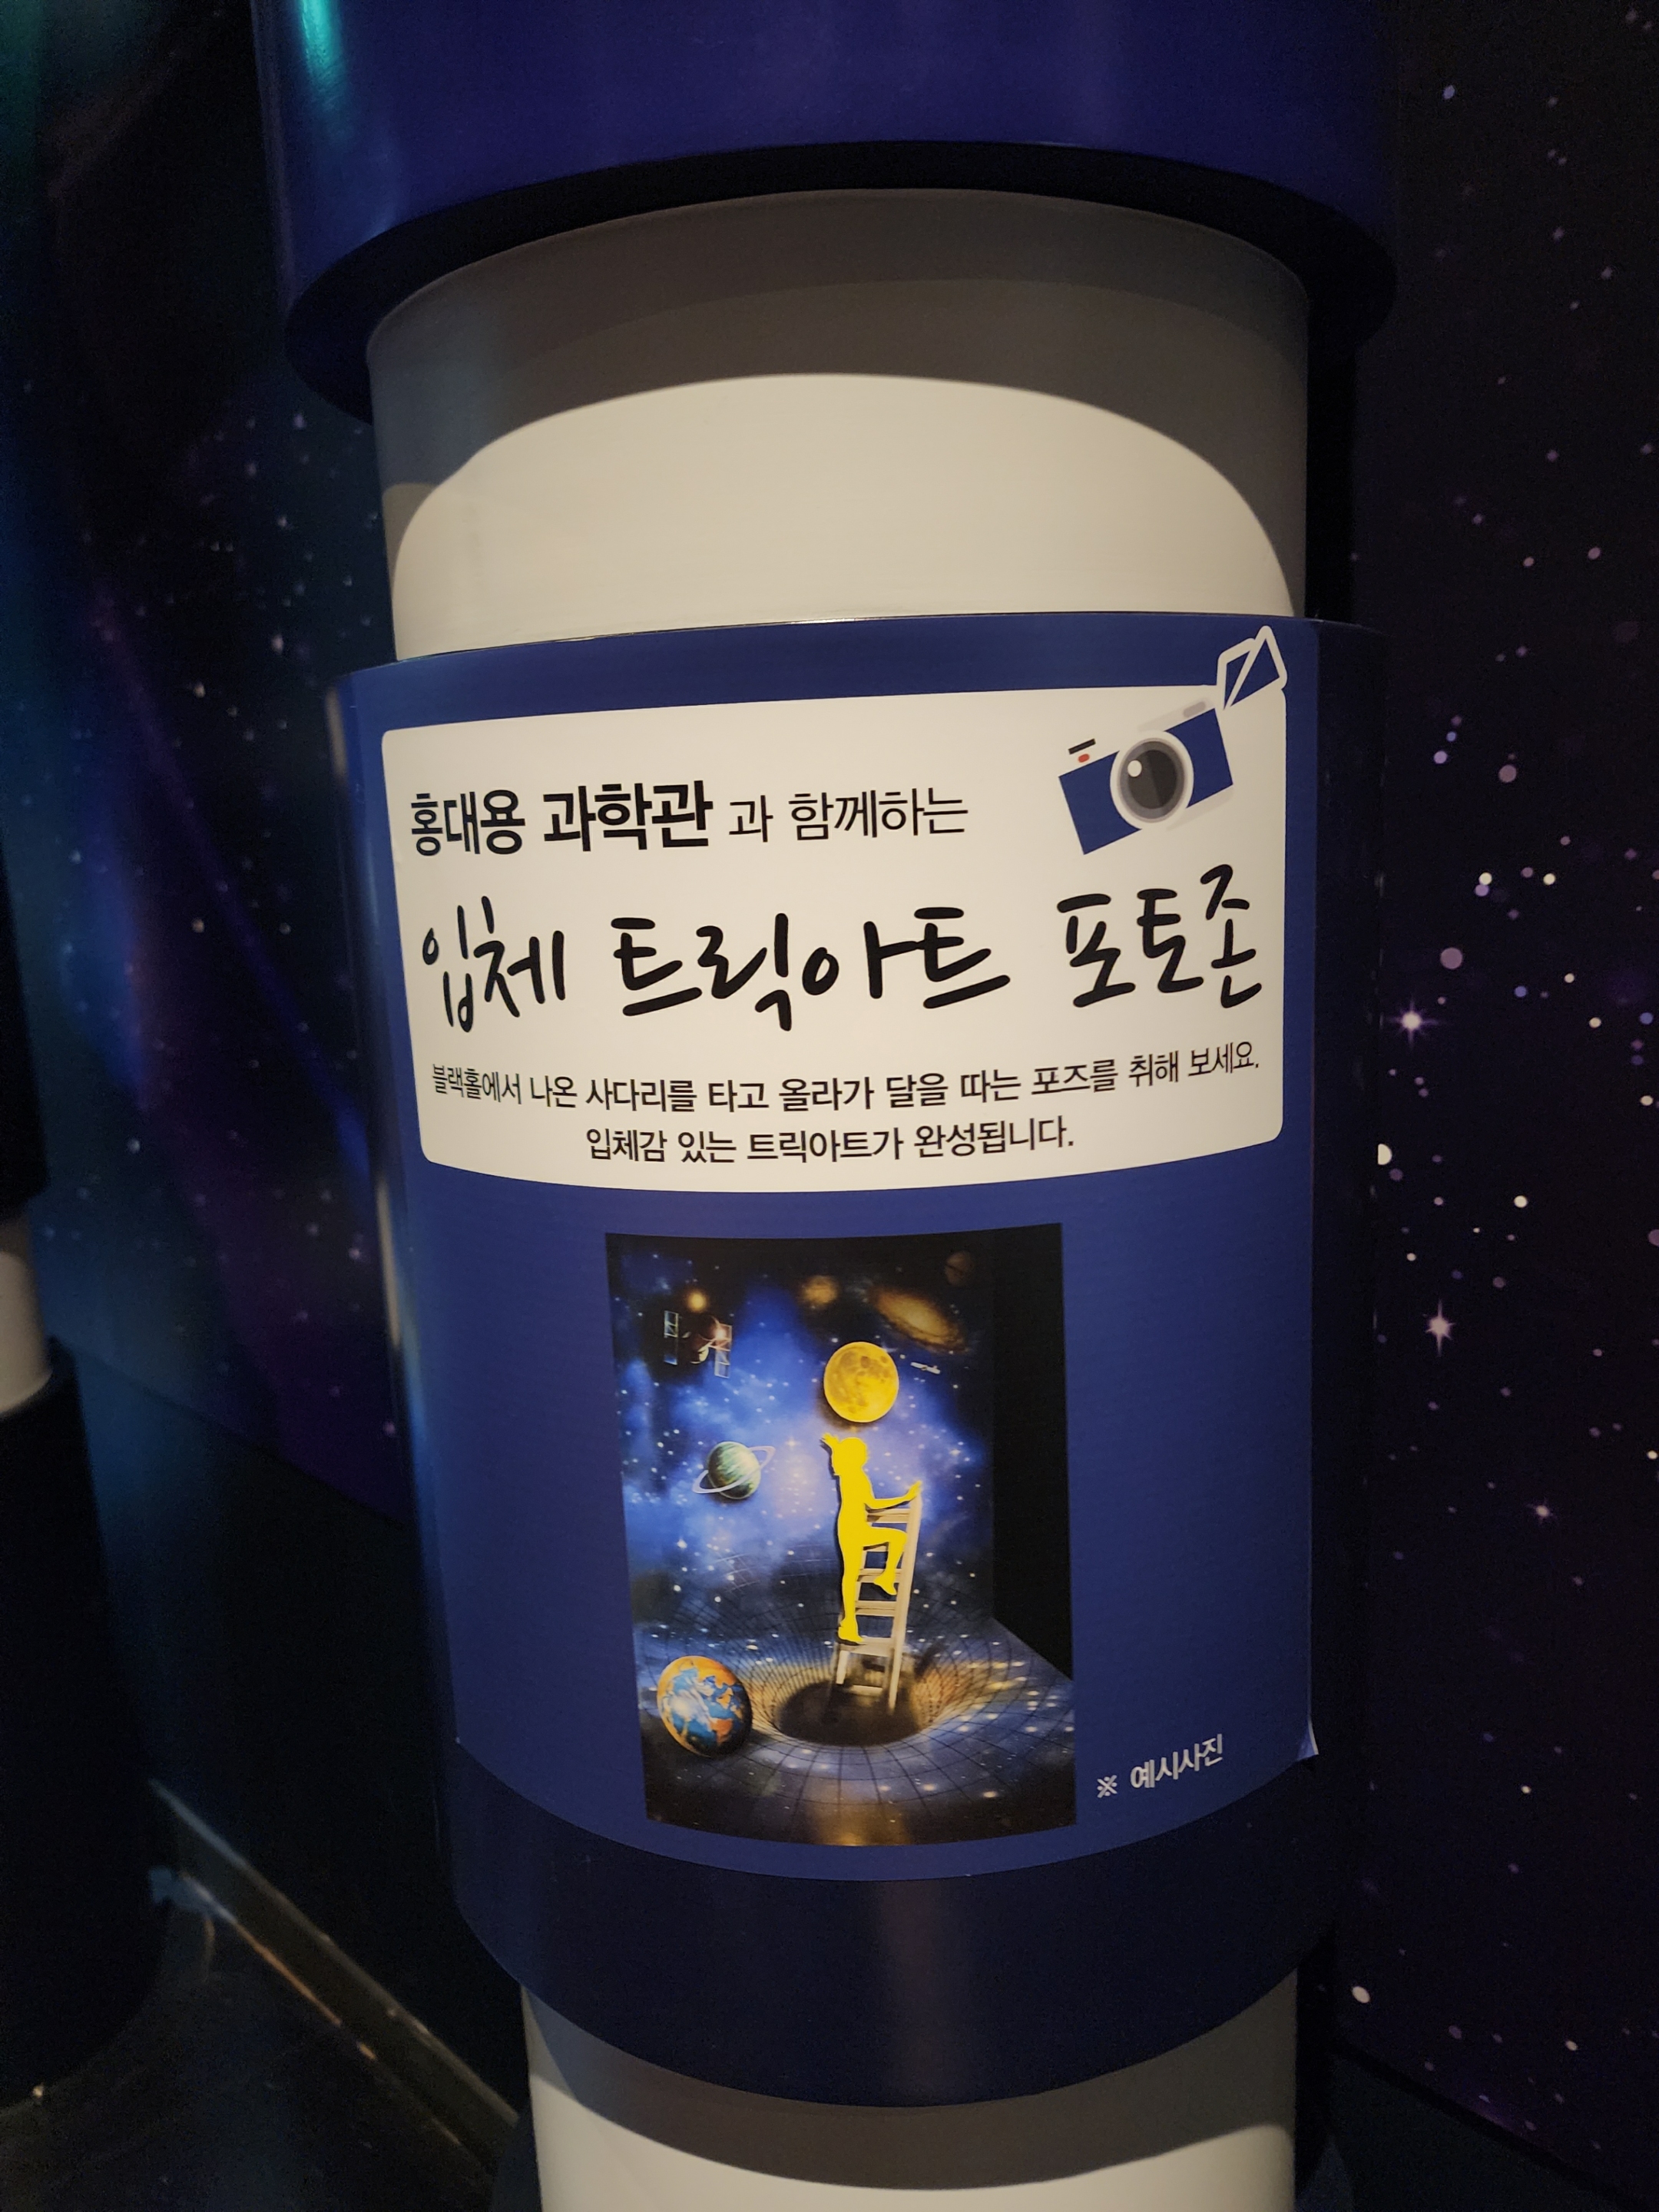 홍대용 과학관 과 함께하는
입체 트릭아트 포토존
블랙홀에서 나온 사다리를 타고 올라가 달을 따는 포즈를 취해 보세요.
입체감 있는 트릭아트가 완성됩니다.
※ 예시사진